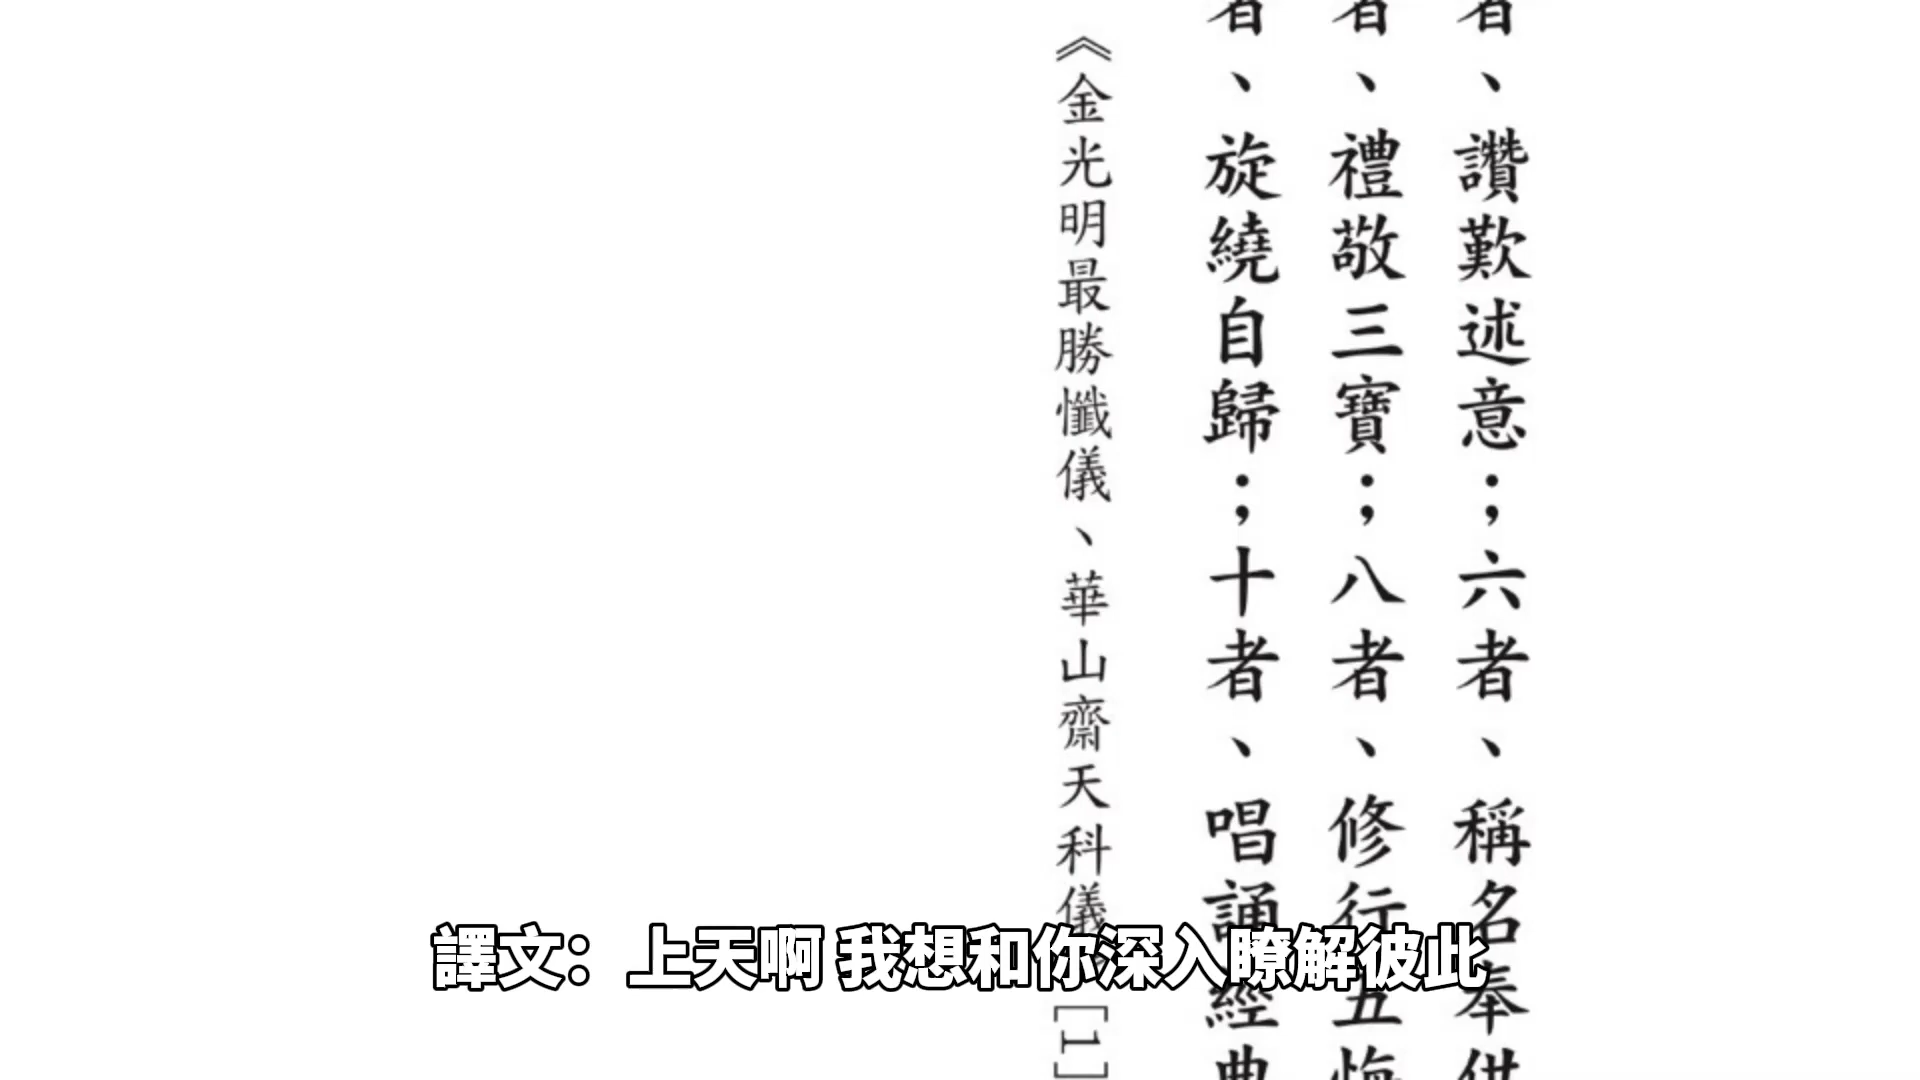 者、讚歎述意；六者、稱名奉供
者、禮敬三寶；八者、修行五悔
者、旋繞自歸；十者、唱誦經典
《金光明最勝懺儀、華山齋天科儀》[1]
譯文：上天啊 我想和你深入瞭解彼此